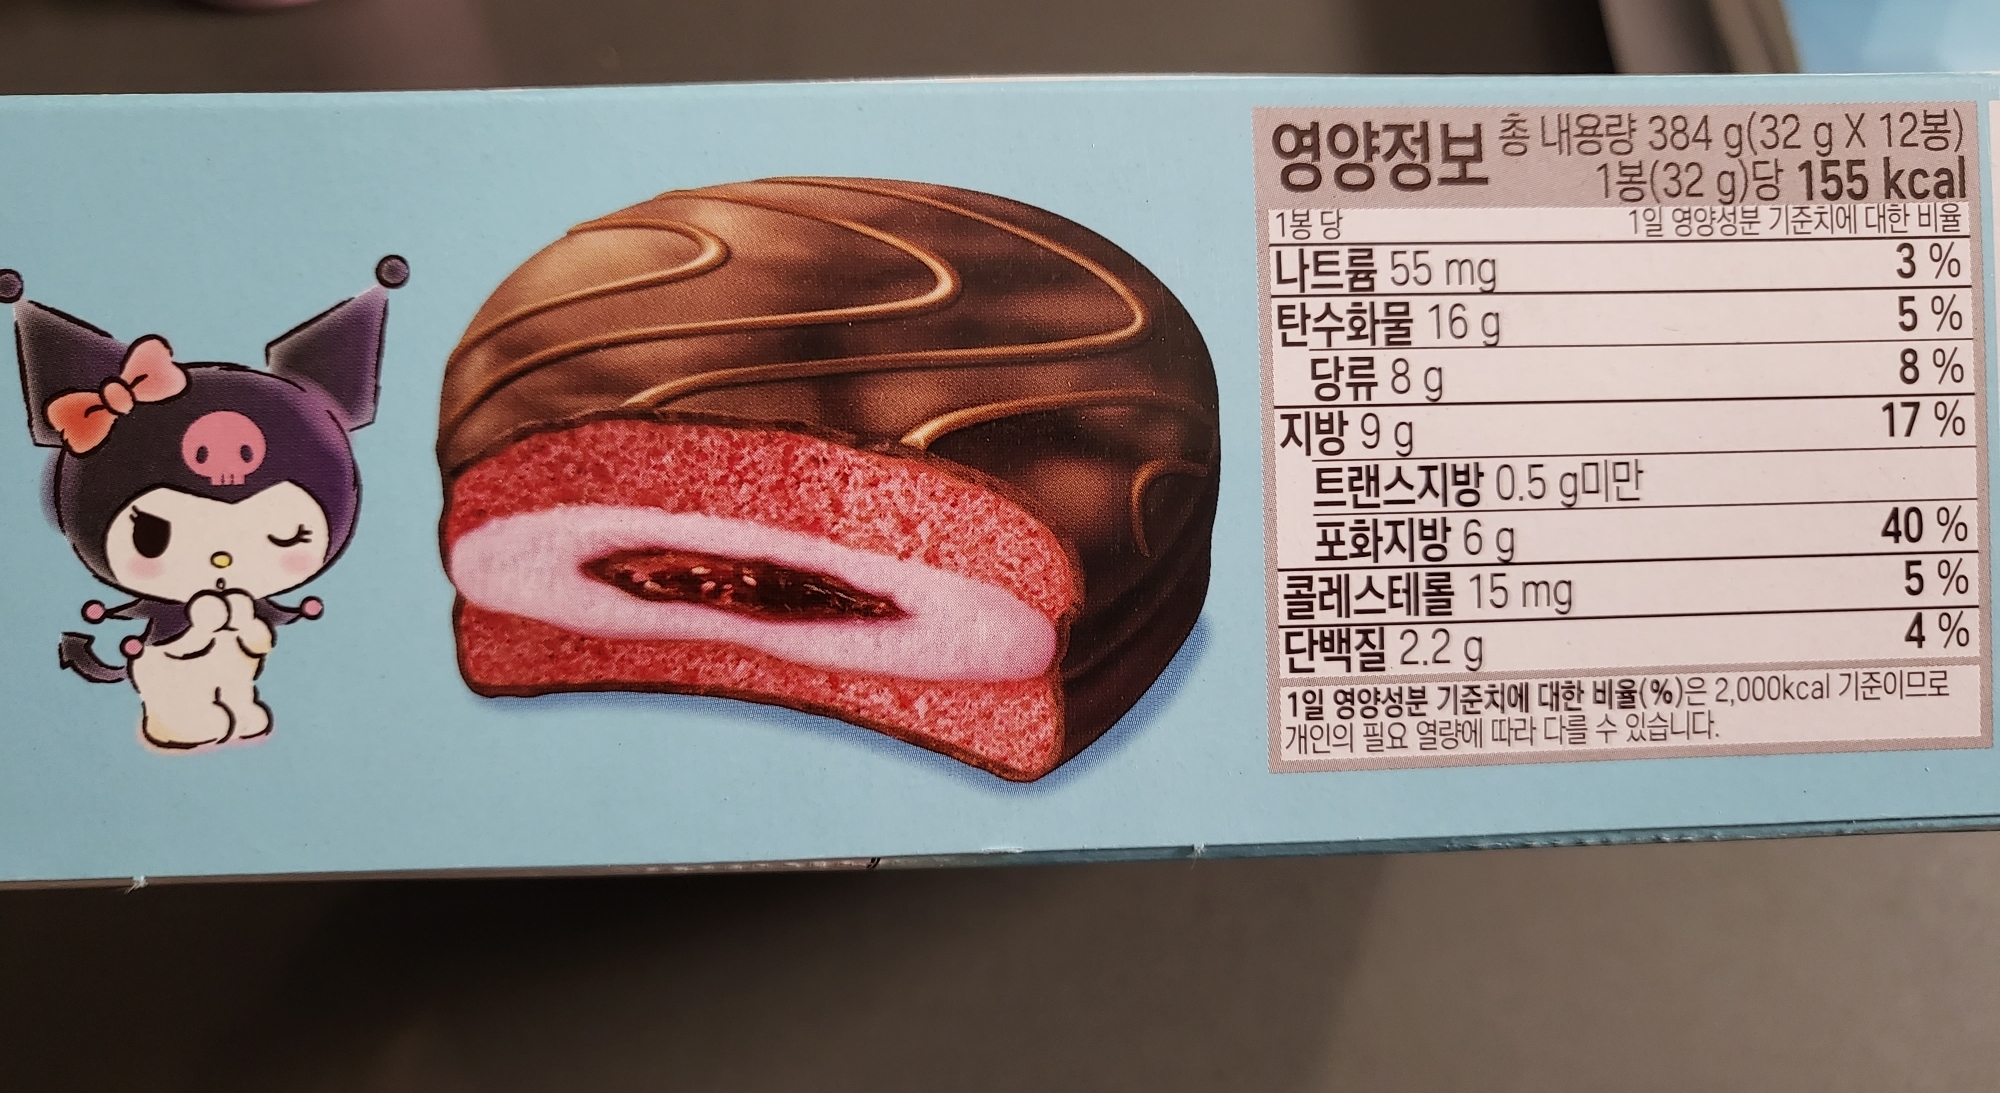 영양정보 총 내용량 384 g(32 g X 12봉)
1봉(32 g)당 155 kcal
1봉 당 1일 영양성분 기준치에 대한 비율
나트륨 55 mg 3 %
탄수화물 16 g 5 %
당류 8 g 8 %
지방 9 g 17 %
트랜스지방 0.5 g미만
포화지방 6 g 40 %
콜레스테롤 15 mg 5 %
단백질 2.2 g 4 %
1일 영양성분 기준치에 대한 비율(%)은 2,000kcal 기준이므로
개인의 필요 열량에 따라 다를 수 있습니다.